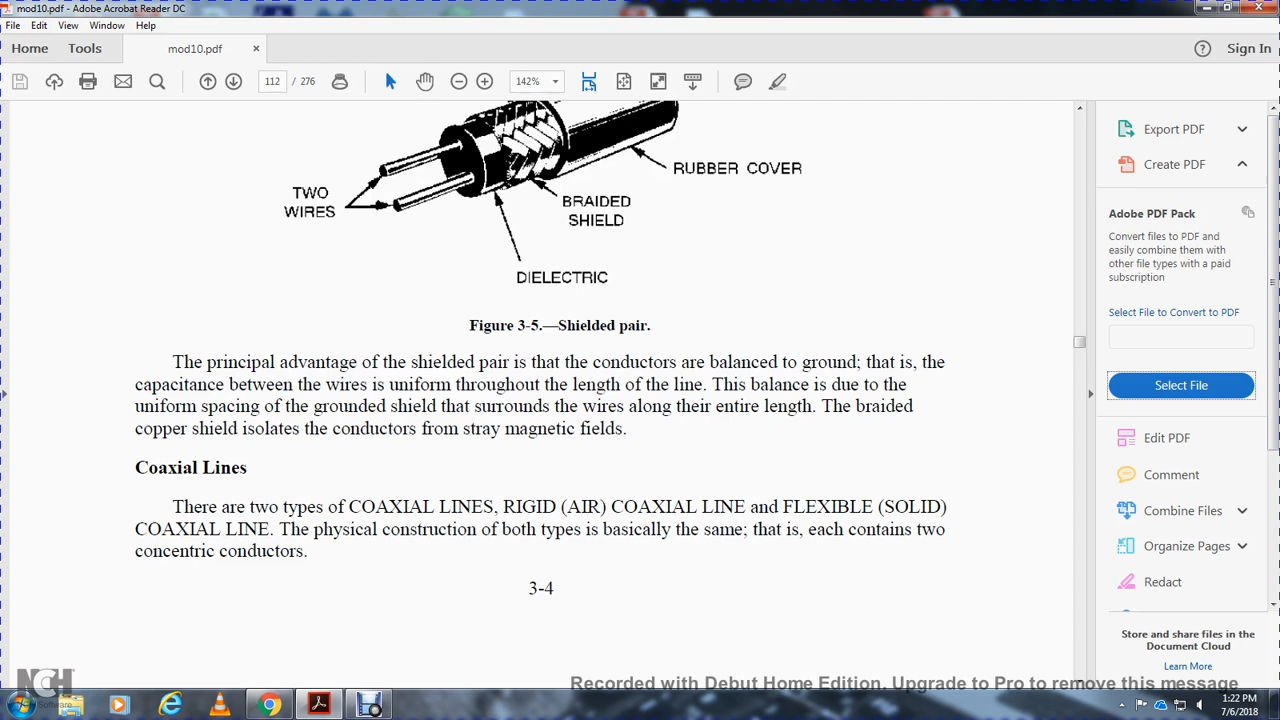 mod10.pdf - Adobe Acrobat Reader DC
File Edit View Window Help
Home Tools mod10.pdf × Sign In
112 / 276 142%
TWO
WIRES
RUBBER COVER
BRAIDED
SHIELD
DIELECTRIC
Figure 3-5.—Shielded pair.
The principal advantage of the shielded pair is that the conductors are balanced to ground; that is, the
capacitance between the wires is uniform throughout the length of the line. This balance is due to the
uniform spacing of the grounded shield that surrounds the wires along their entire length. The braided
copper shield isolates the conductors from stray magnetic fields.
Coaxial Lines
There are two types of COAXIAL LINES, RIGID (AIR) COAXIAL LINE and FLEXIBLE (SOLID)
COAXIAL LINE. The physical construction of both types is basically the same; that is, each contains two
concentric conductors.
3-4
Export PDF
Create PDF
Adobe PDF Pack
Convert files to PDF and
easily combine them with
other file types with a paid
subscription
Select File to Convert to PDF
Select File
Edit PDF
Comment
Combine Files
Organize Pages
Redact
Store and share files in the
Document Cloud
Learn More
NCH
Software
Recorded with Debut Home Edition. Upgrade to Pro to remove this message
1:22 PM
7/6/2018